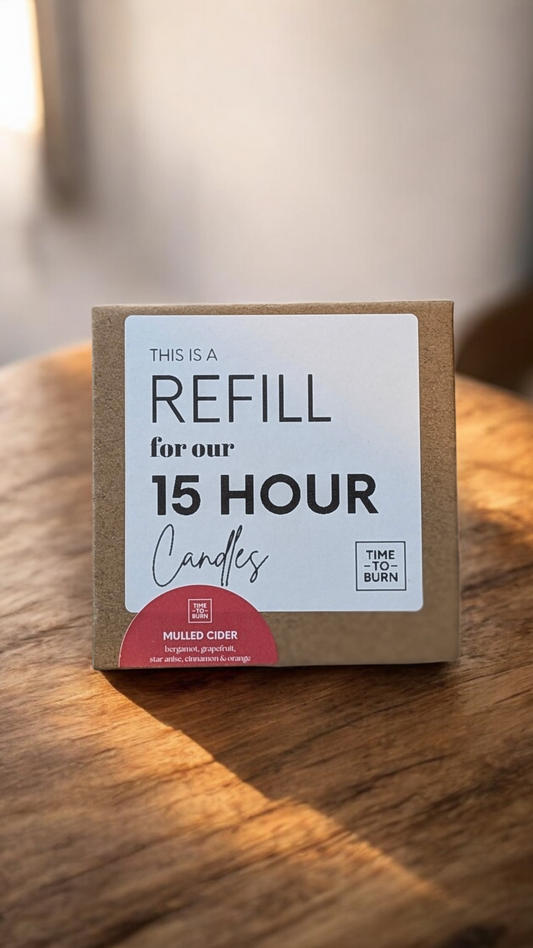 THIS IS A
REFILL
for our
15 HOUR
Candles
TIME
-TO-
BURN
TIME
-TO-
BURN
MULLED CIDER
bergamot, grapefruit,
star anise, cinnamon & orange